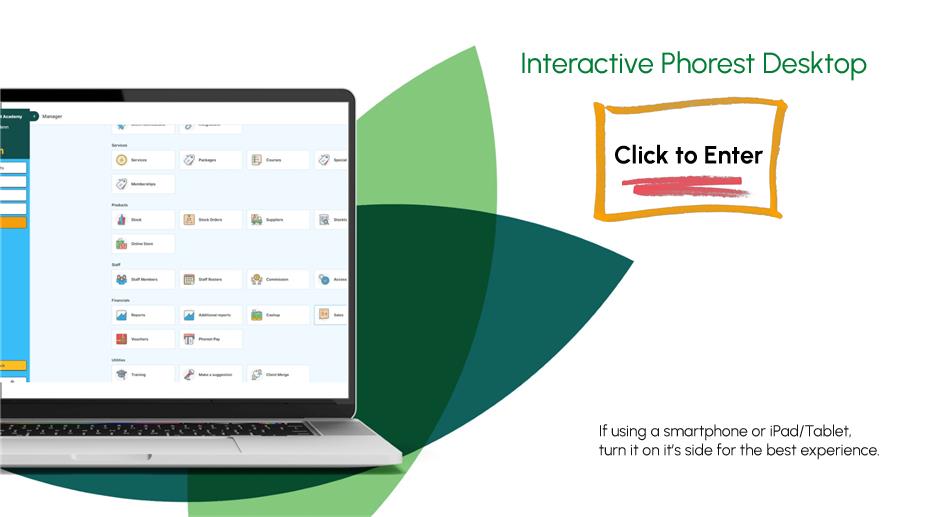 Interactive Phorest Desktop
Click to Enter
If using a smartphone or iPad/Tablet,
turn it on it's side for the best experience.
Manager
Services
Services
Packages
Courses
Special
Memberships
Products
Stock
Stock Orders
Suppliers
Online Store
Staff
Staff Members
Staff Rosters
Commission
Access
Financials
Reports
Additional reports
Cashup
Sales
Vouchers
Phorest Pay
Utilities
Training
Make a suggestion
Client Merge